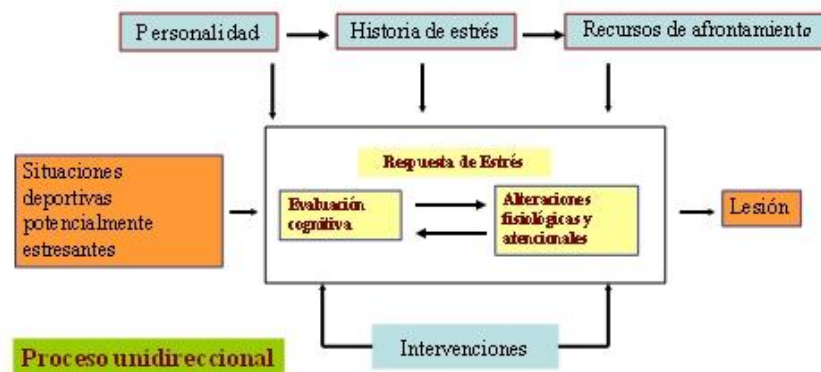 Personalidad
Historia de estrés
Recursos de afrontamiento
Respuesta de Estrés
Situaciones
deportivas
potencialmente
estresantes
Evaluación
cognitiva
Alteraciones
fisiológicas y
atencionales
Lesión
Intervenciones
Proceso unidireccional